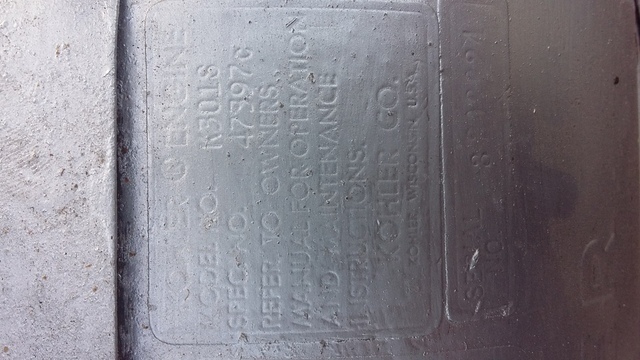 KOHLER ENGINE
MODEL NO. K301S
SPEC. NO. 47397C
REFER TO OWNERS
MANUAL FOR OPERATION
AND MAINTENANCE
INSTRUCTIONS.
KOHLER CO.
KOHLER, WISCONSIN U.S.A.
SERIAL
NO.